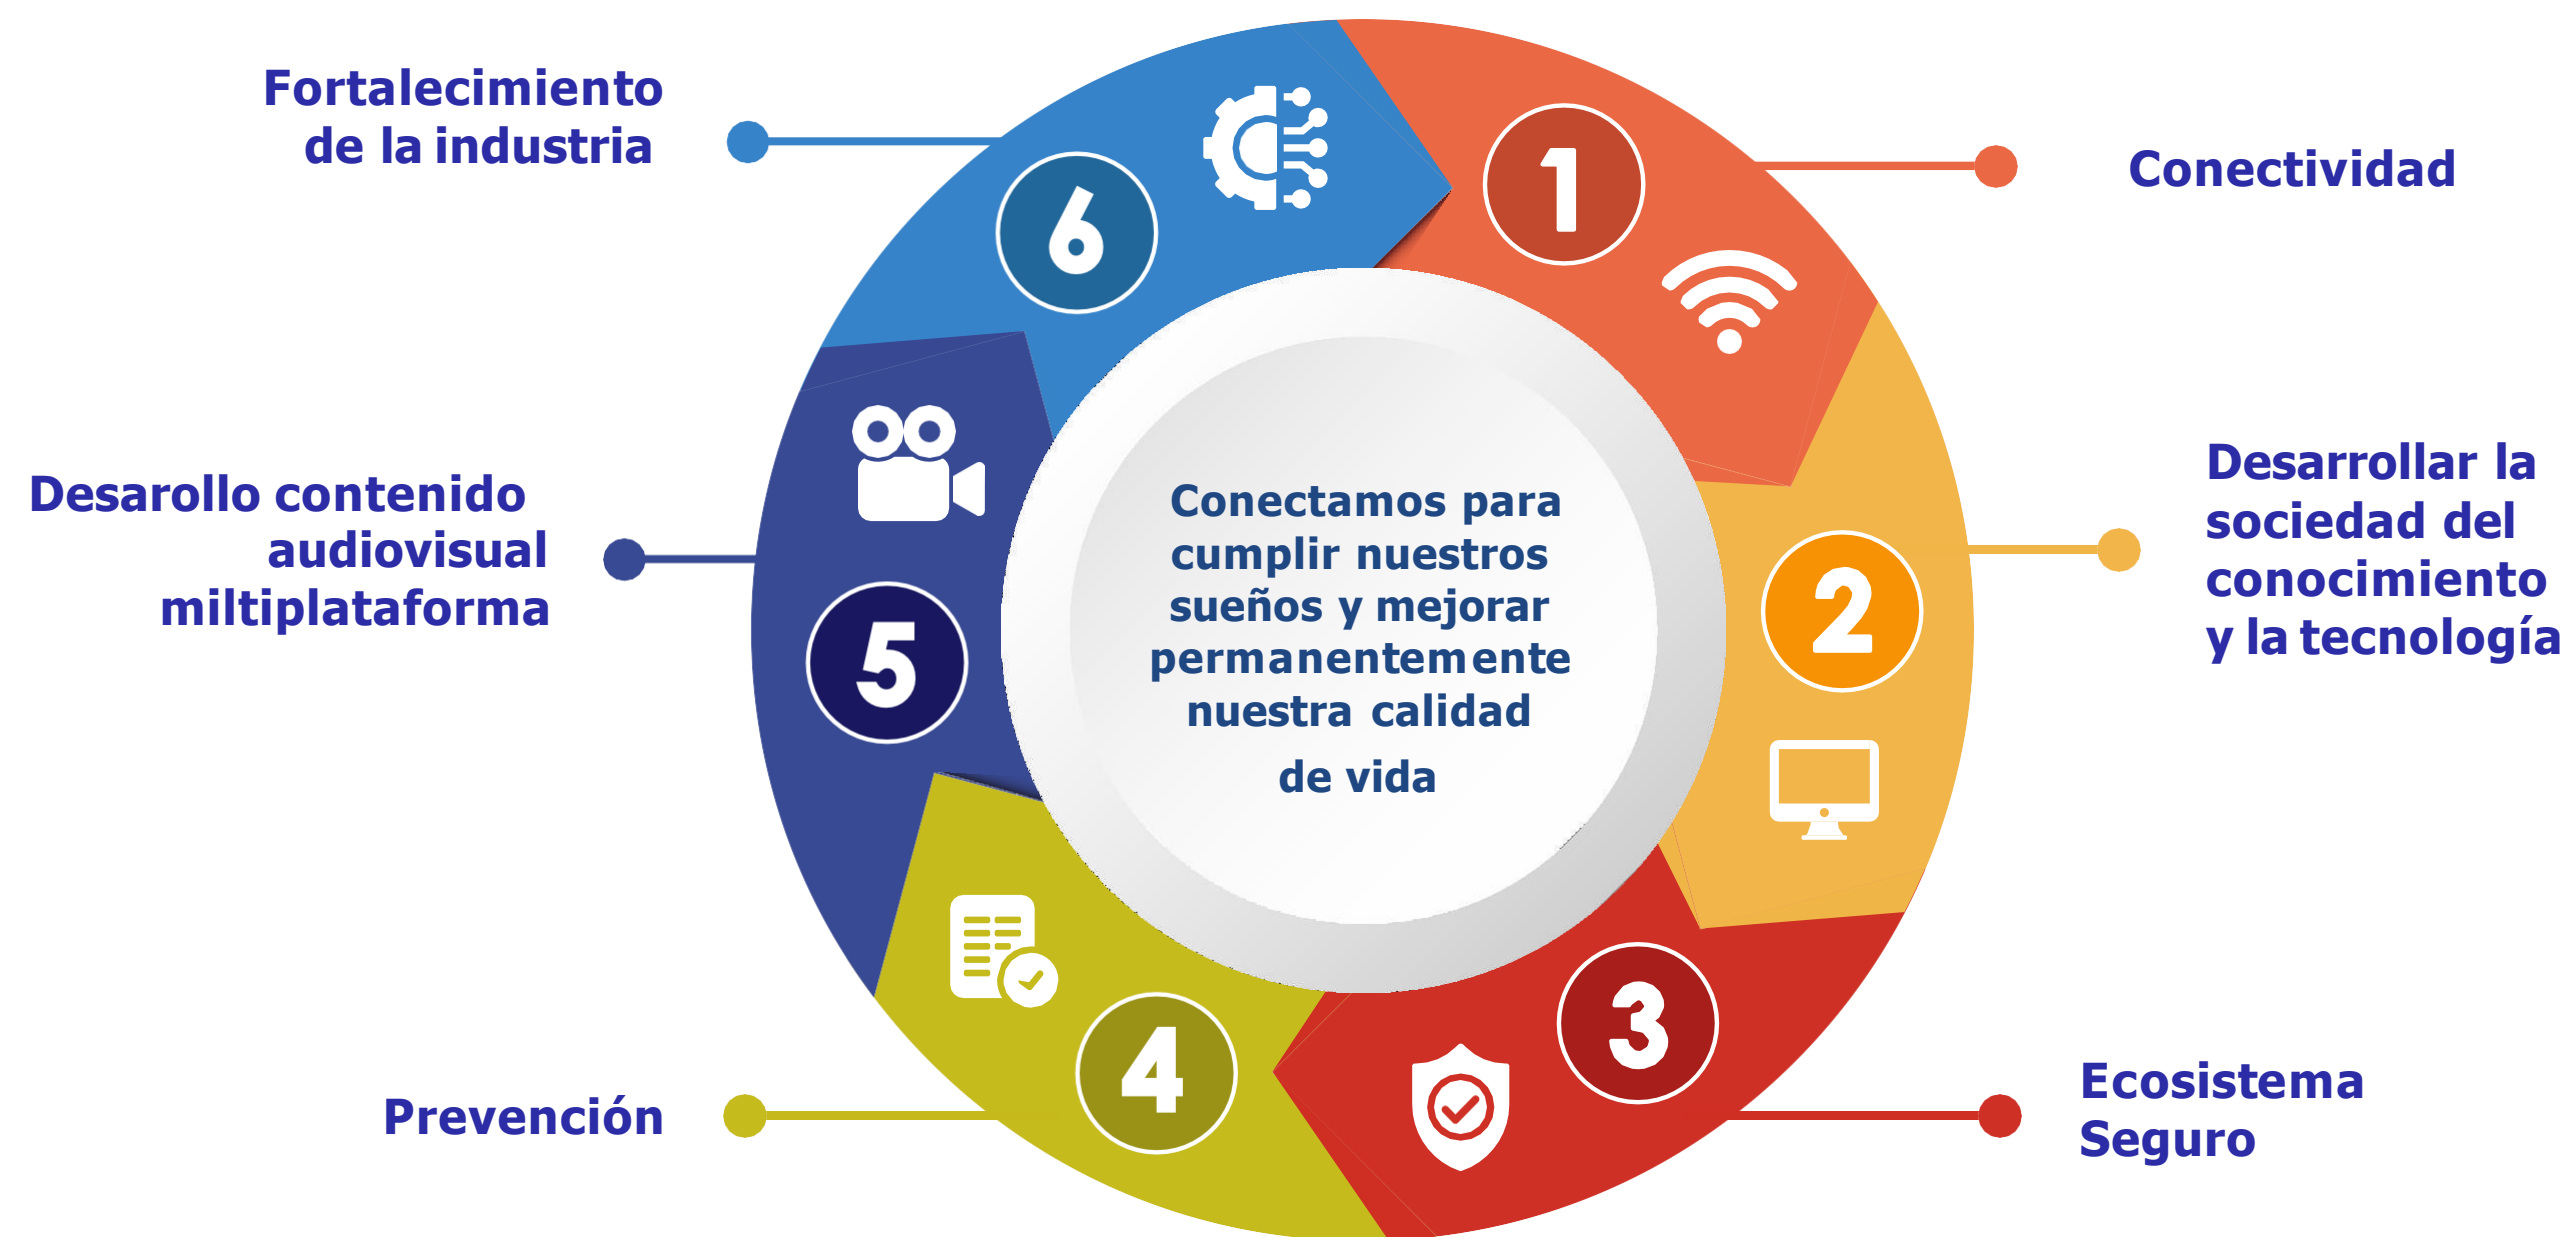 Fortalecimiento
de la industria
6
1
Conectividad
Desarollo contenido
audiovisual
miltiplataforma
5
Conectamos para
cumplir nuestros
sueños y mejorar
permanentemente
nuestra calidad
de vida
2
Desarrollar la
sociedad del
conocimiento
y la tecnología
Prevención
4
3
Ecosistema
Seguro